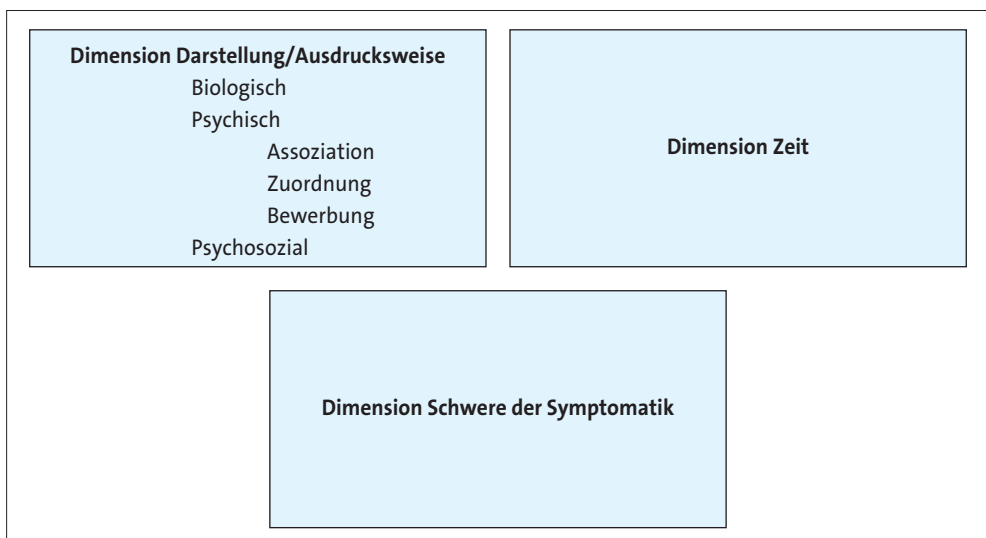 Dimension Darstellung/Ausdrucksweise
Biologisch
Psychisch
Assoziation
Zuordnung
Bewerbung
Psychosozial
Dimension Zeit
Dimension Schwere der Symptomatik